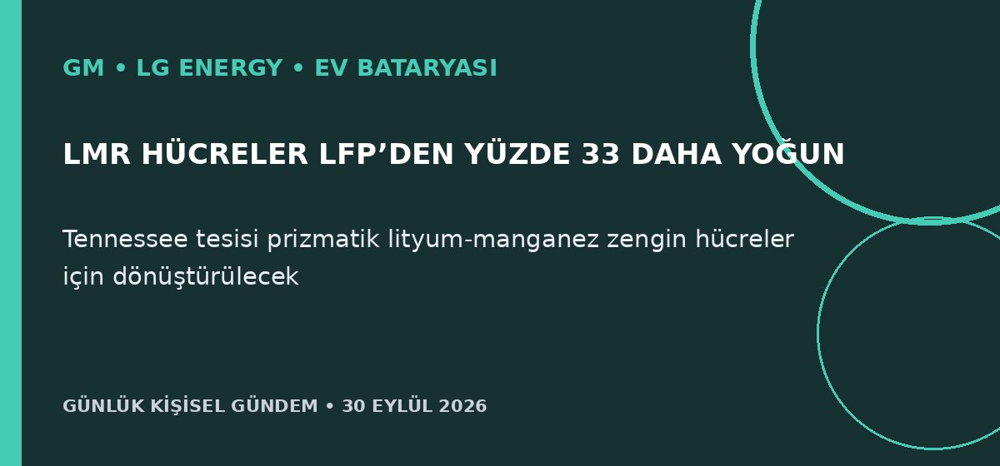 GM • LG ENERGY • EV BATARYASI
LMR HÜCRELER LFP’DEN YÜZDE 33 DAHA YOĞUN
Tennessee tesisi prizmatik lityum-manganez zengin hücreler
için dönüştürülecek
GÜNLÜK KİŞİSEL GÜNDEM • 30 EYLÜL 2026